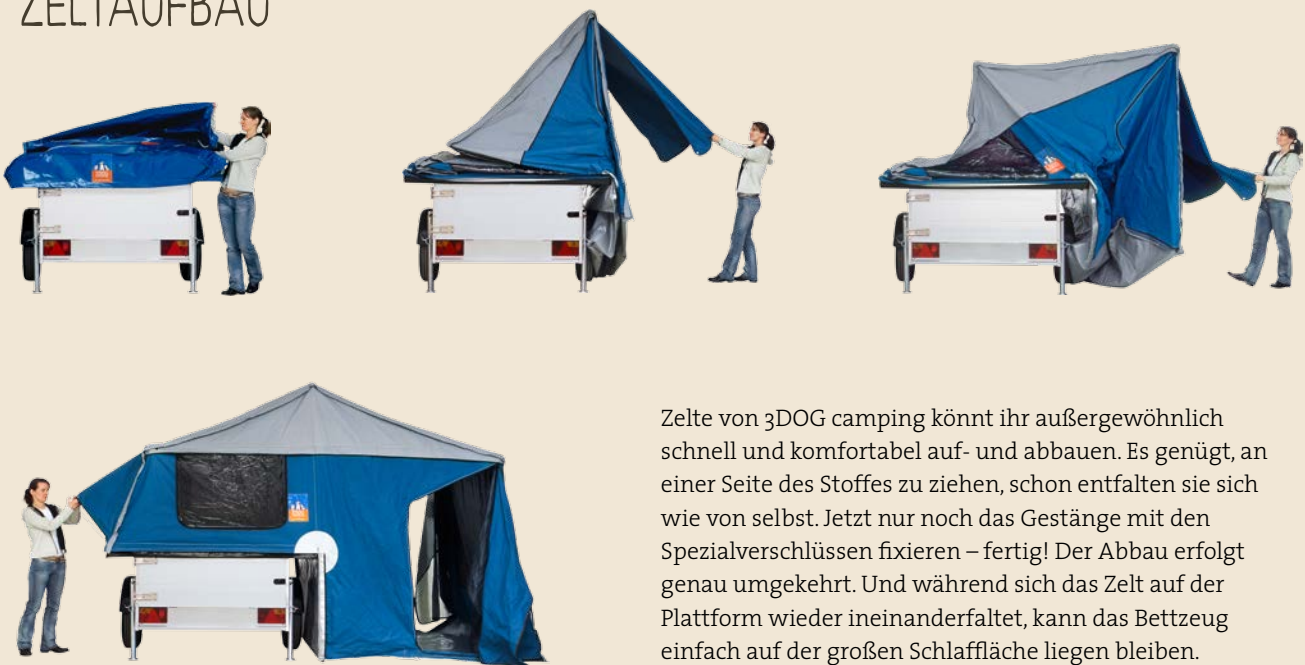 ZELTAUFBAU
Zelte von 3DOG camping könnt ihr außergewöhnlich
schnell und komfortabel auf- und abbauen. Es genügt, an
einer Seite des Stoffes zu ziehen, schon entfalten sie sich
wie von selbst. Jetzt nur noch das Gestänge mit den
Spezialverschlüssen fixieren – fertig! Der Abbau erfolgt
genau umgekehrt. Und während sich das Zelt auf der
Plattform wieder ineinanderfaltet, kann das Bettzeug
einfach auf der großen Schlaffläche liegen bleiben.